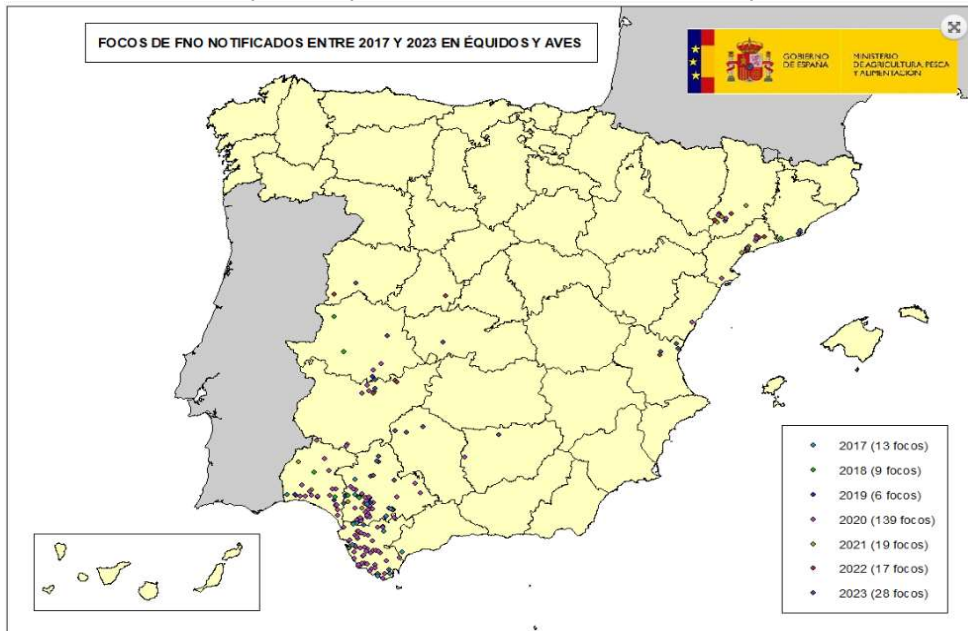 FOCOS DE FNO NOTIFICADOS ENTRE 2017 Y 2023 EN ÉQUIDOS Y AVES
GOBIERNO
DE ESPAÑA
MINISTERIO
DE AGRICULTURA, PESCA
Y ALIMENTACIÓN
2017 (13 focos)
2018 (9 focos)
2019 (6 focos)
2020 (139 focos)
2021 (19 focos)
2022 (17 focos)
2023 (28 focos)